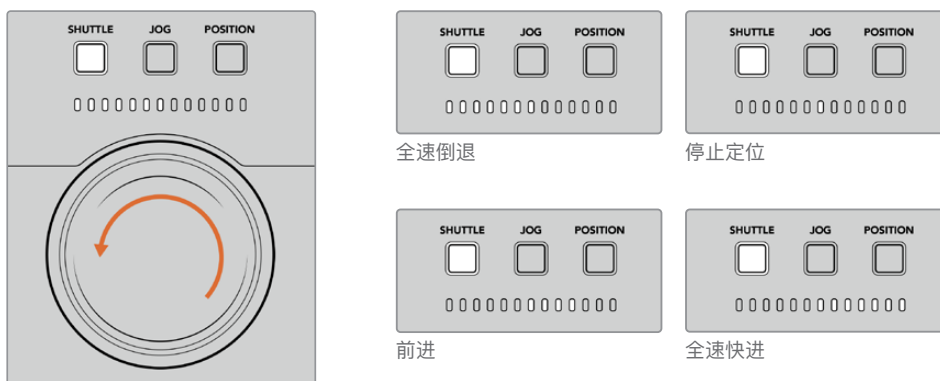 SHUTTLE JOG POSITION
SHUTTLE JOG POSITION
全速倒退
SHUTTLE JOG POSITION
停止定位
SHUTTLE JOG POSITION
前进
SHUTTLE JOG POSITION
全速快进